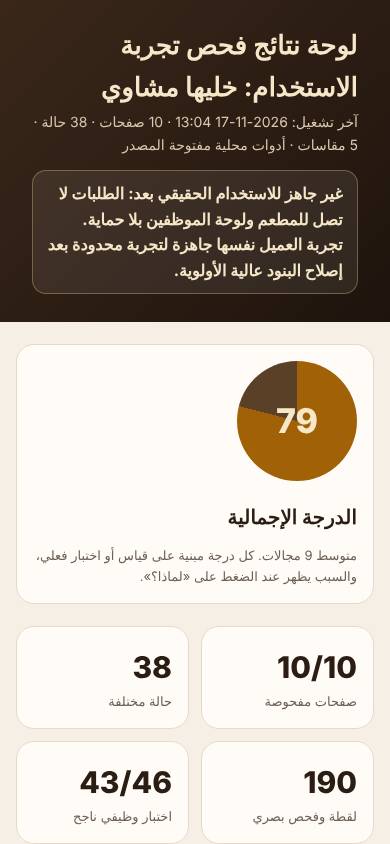 لوحة نتائج فحص تجربة
الاستخدام: خليها مشاوي
آخر تشغيل: 2026-11-17 13:04 · 10 صفحات · 38 حالة ·
5 مقاسات · أدوات محلية مفتوحة المصدر
غير جاهز للاستخدام الحقيقي بعد: الطلبات لا
تصل للمطعم ولوحة الموظفين بلا حماية.
تجربة العميل نفسها جاهزة لتجربة محدودة بعد
إصلاح البنود عالية الأولوية.
79
الدرجة الإجمالية
متوسط 9 مجالات. كل درجة مبنية على قياس أو اختبار فعلي،
والسبب يظهر عند الضغط على «لماذا؟».
10/10
صفحات مفحوصة
38
حالة مختلفة
190
لقطة وفحص بصري
43/46
اختبار وظيفي ناجح